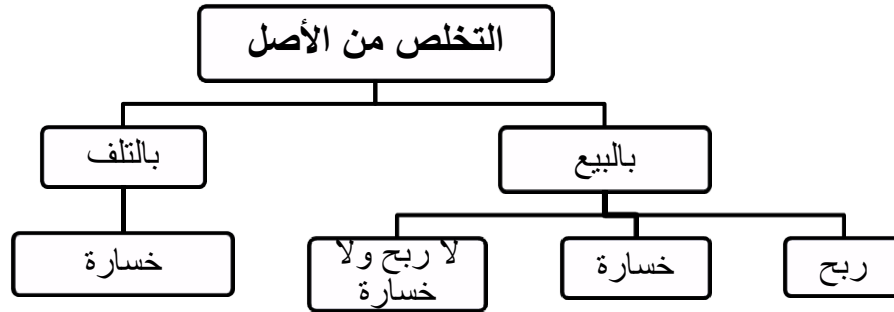 التخلص من الأصل
بالبيع
بالتلف
ربح
خسارة
لا ربح ولا
خسارة
خسارة